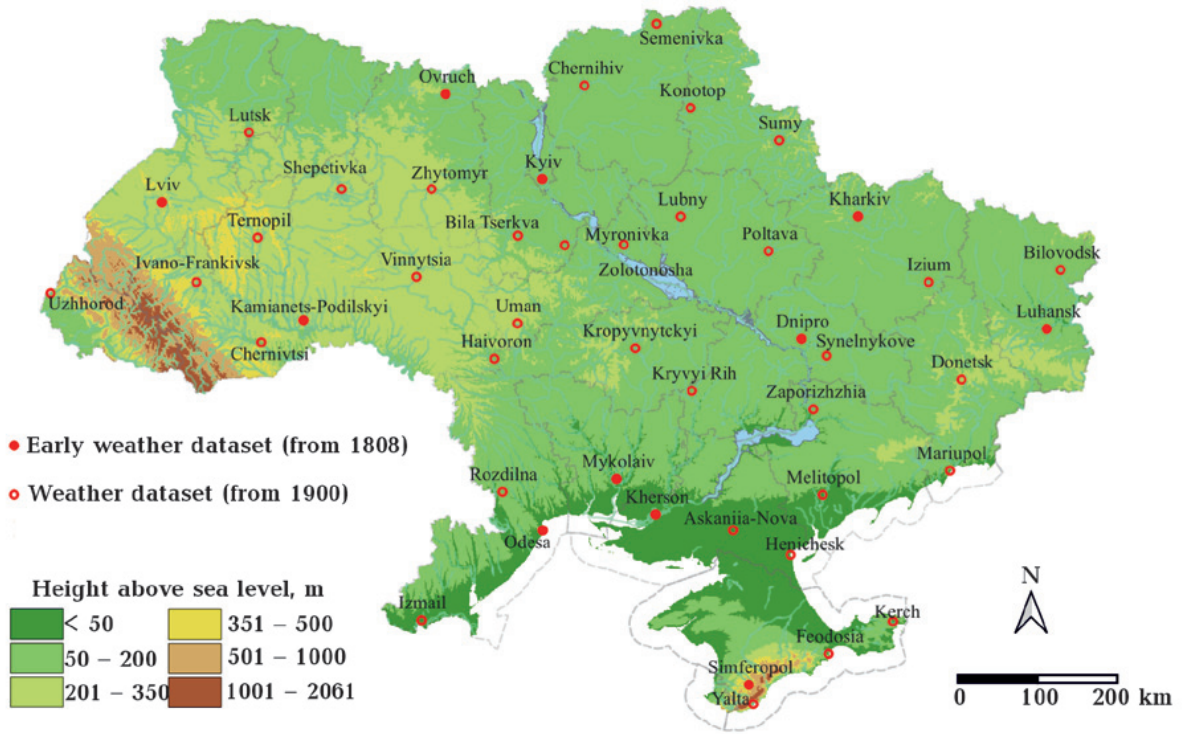 Semenivka
Chernihiv
Ovruch
Konotop
Lutsk
Sumy
Shepetivka
Zhytomyr
Kyiv
Lviv
Lubny
Kharkiv
Ternopil
Bila Tserkva
Myronivka
Poltava
Bilovodsk
Ivano-Frankivsk
Vinnytsia
Zolotonosha
Izium
Uzhhorod
Kamianets-Podilskyi
Uman
Luhansk
Kropyvnytckyi
Dnipro
Chernivtsi
Haivoron
Synelnykove
Donetsk
Kryvyi Rih
Zaporizhzhia
Early weather dataset (from 1808)
Mariupol
Mykolaiv
Rozdilna
Melitopol
Weather dataset (from 1900)
Kherson
Askaniia-Nova
Odesa
Henichesk
N
Height above sea level, m
Izmail
Kerch
< 50
351 – 500
Feodosia
50 – 200
501 – 1000
Simferopol
201 – 350
1001 – 2061
Yalta
0 100 200 km